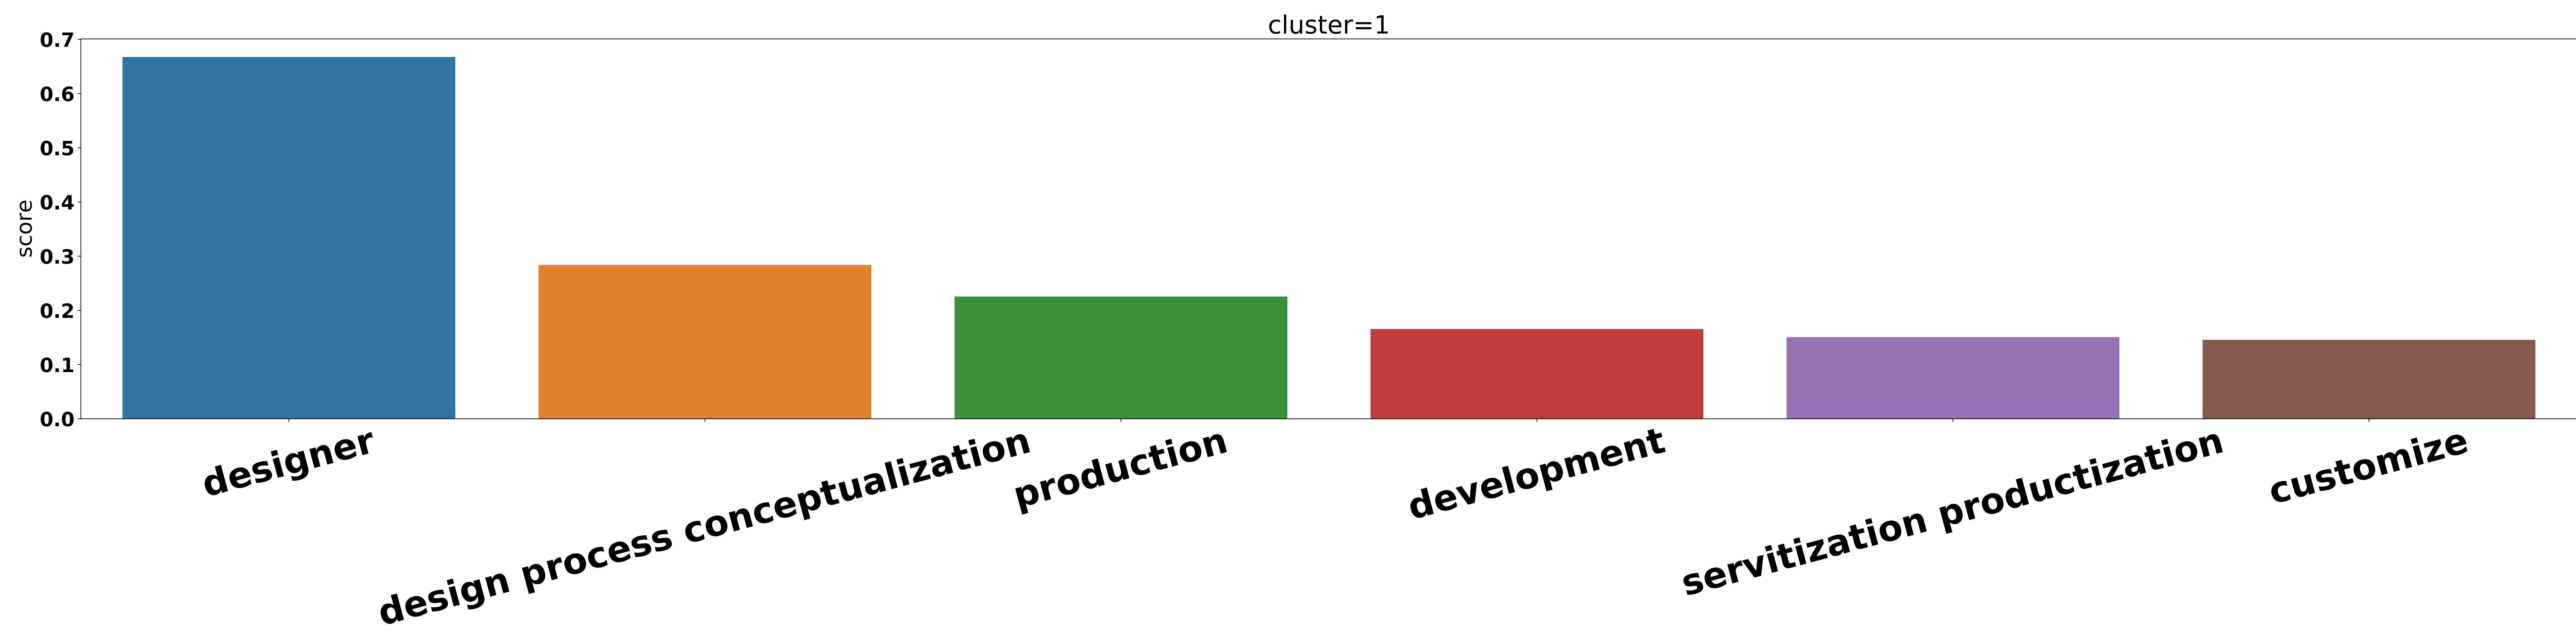 cluster=1
0.7
0.6
0.5
0.4
0.3
0.2
0.1
0.0
score
designer
design process conceptualization
production
development
servitization productization
customize